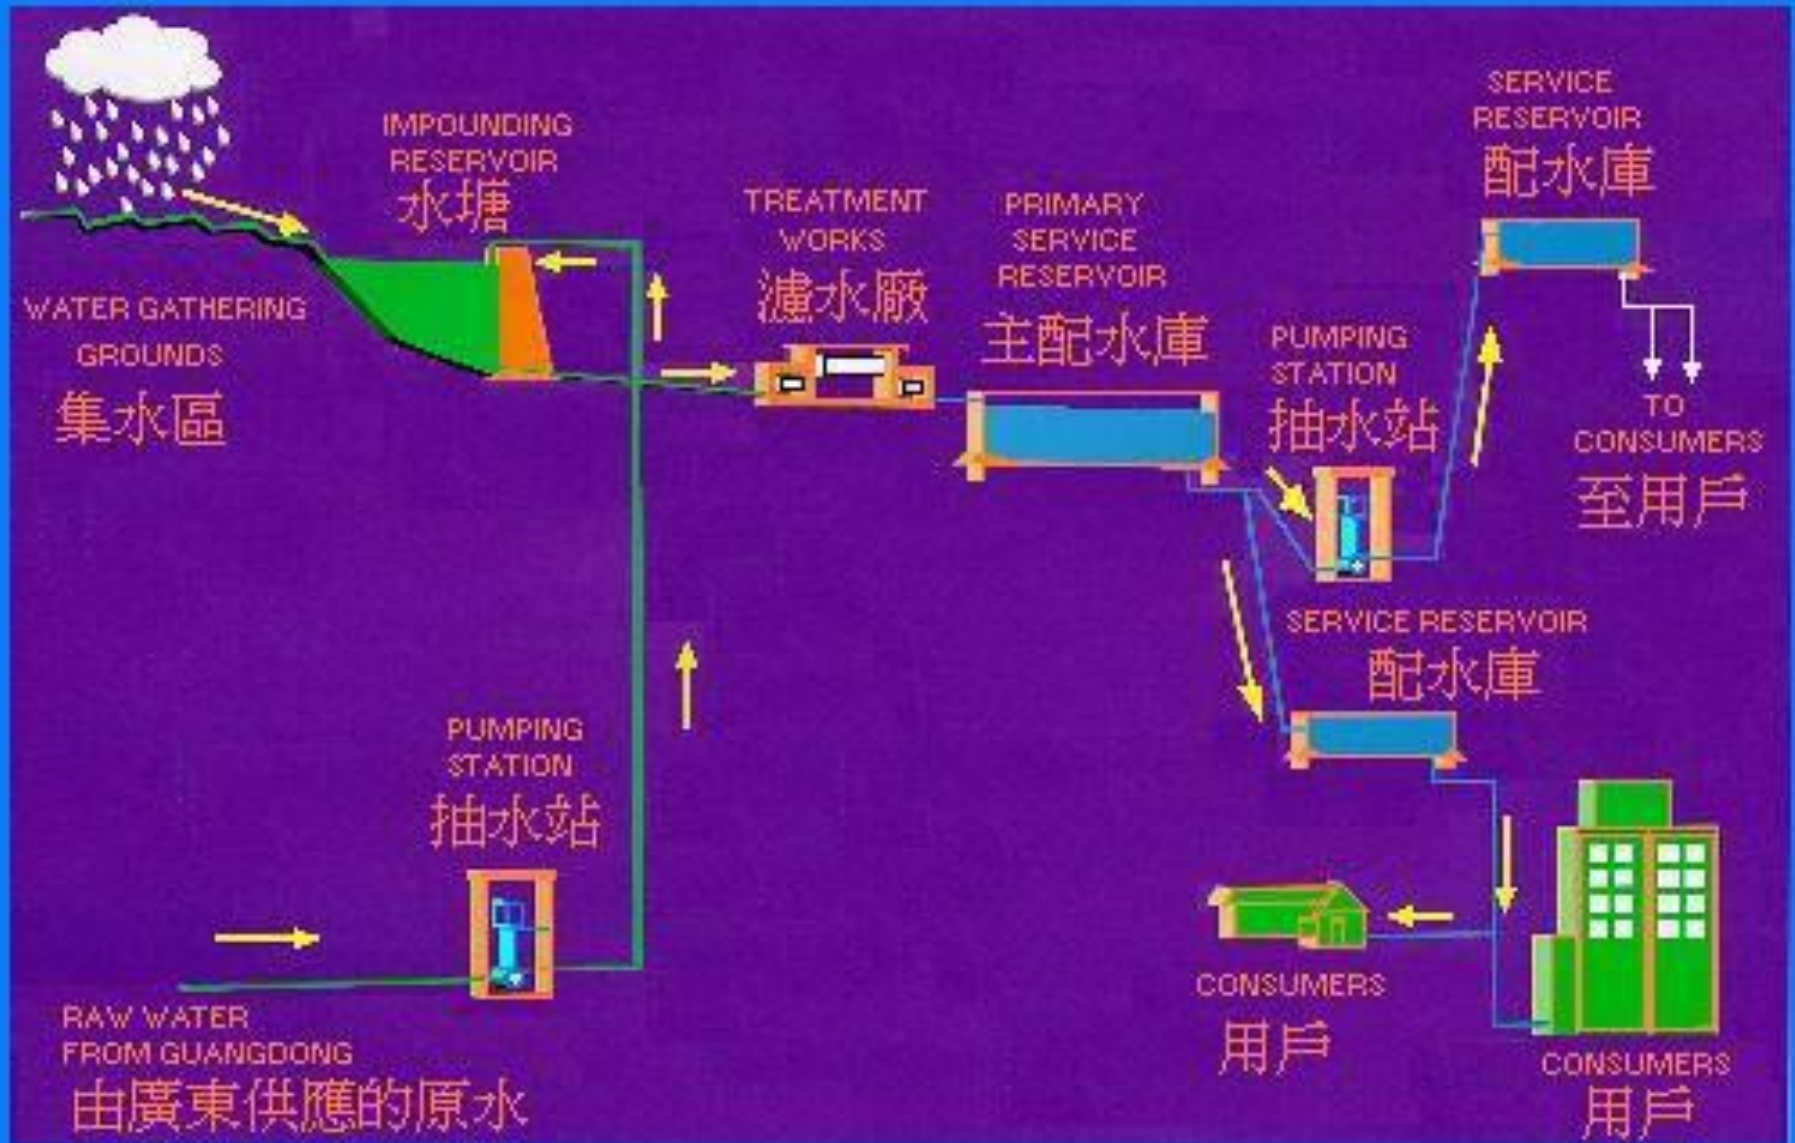 IMPOUNDING
RESERVOIR
水塘
WATER GATHERING
GROUNDS
集水區
TREATMENT
WORKS
濾水廠
PRIMARY
SERVICE
RESERVOIR
主配水庫
PUMPING
STATION
抽水站
SERVICE
RESERVOIR
配水庫
TO
CONSUMERS
至用戶
SERVICE RESERVOIR
配水庫
PUMPING
STATION
抽水站
RAW WATER
FROM GUANGDONG
由廣東供應的原水
CONSUMERS
用戶
CONSUMERS
用戶